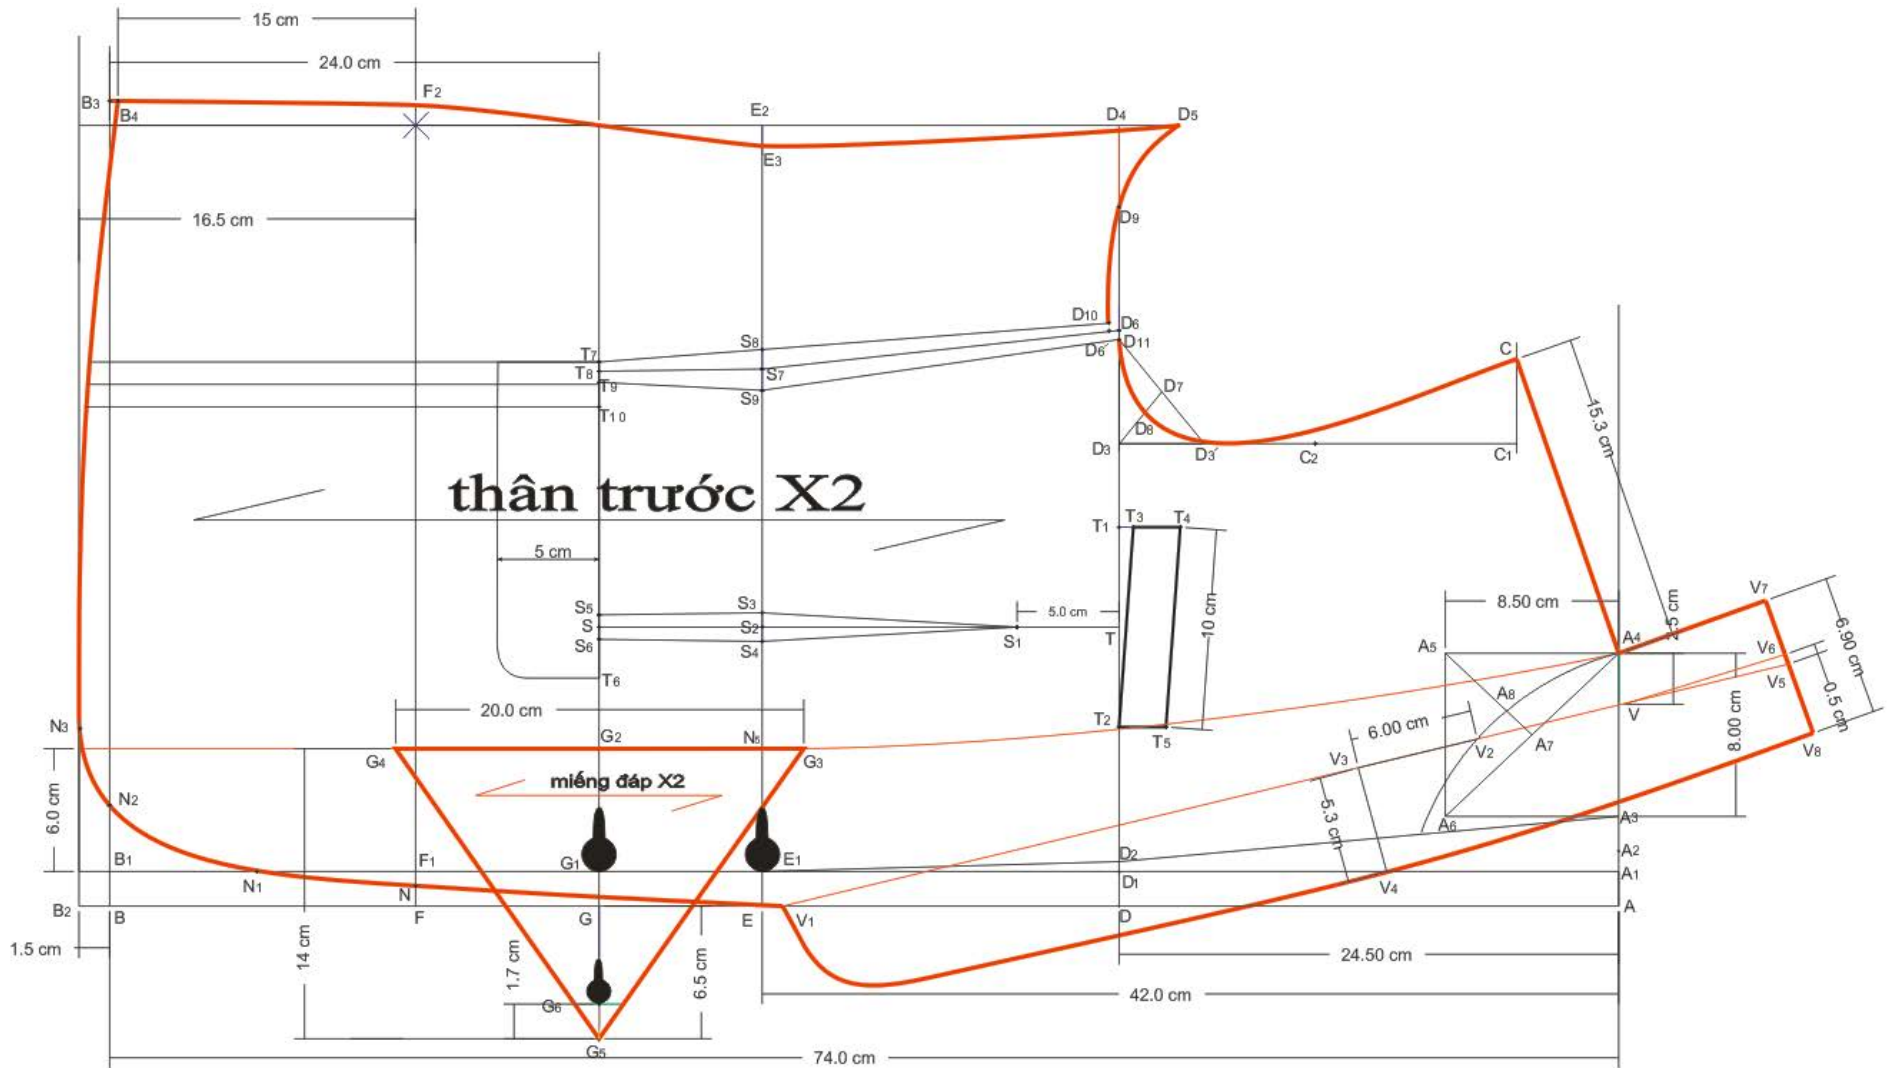 15 cm
24.0 cm
B3
B4
F2
E2
D4
D5
E3
16.5 cm
D9
D10
D6
D6′
D11
T7
S8
C
T8
S7
T9
S9
D7
T10
D8
15.3 cm
D3
D3′
C2
C1
thân trước X2
T1
T3
T4
5 cm
10 cm
8.50 cm
V7
S5
S3
5.0 cm
2.5 cm
S
S2
S6
S4
S1
T
A5
A4
V6
6.90 cm
T6
V5
0.5 cm
A8
V
20.0 cm
N3
G2
N5
T2
T5
6.00 cm
A7
8.00 cm
V8
G4
G3
V3
V2
miếng đáp X2
6.0 cm
N2
5.3 cm
A6
A3
B1
F1
G1
E1
D2
A2
N1
N
D1
V4
A1
B2
B
F
G
E
V1
D
A
1.5 cm
14 cm
1.7 cm
6.5 cm
24.50 cm
G6
42.0 cm
G5
74.0 cm